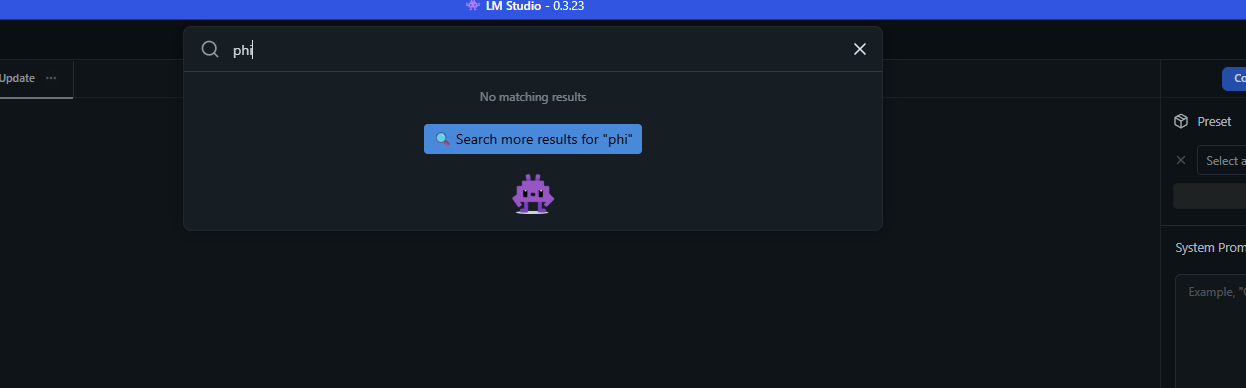 LM Studio - 0.3.23
phi
Update ...
No matching results
Search more results for "phi"
Co
Preset
Select a
System Prom
Example, "